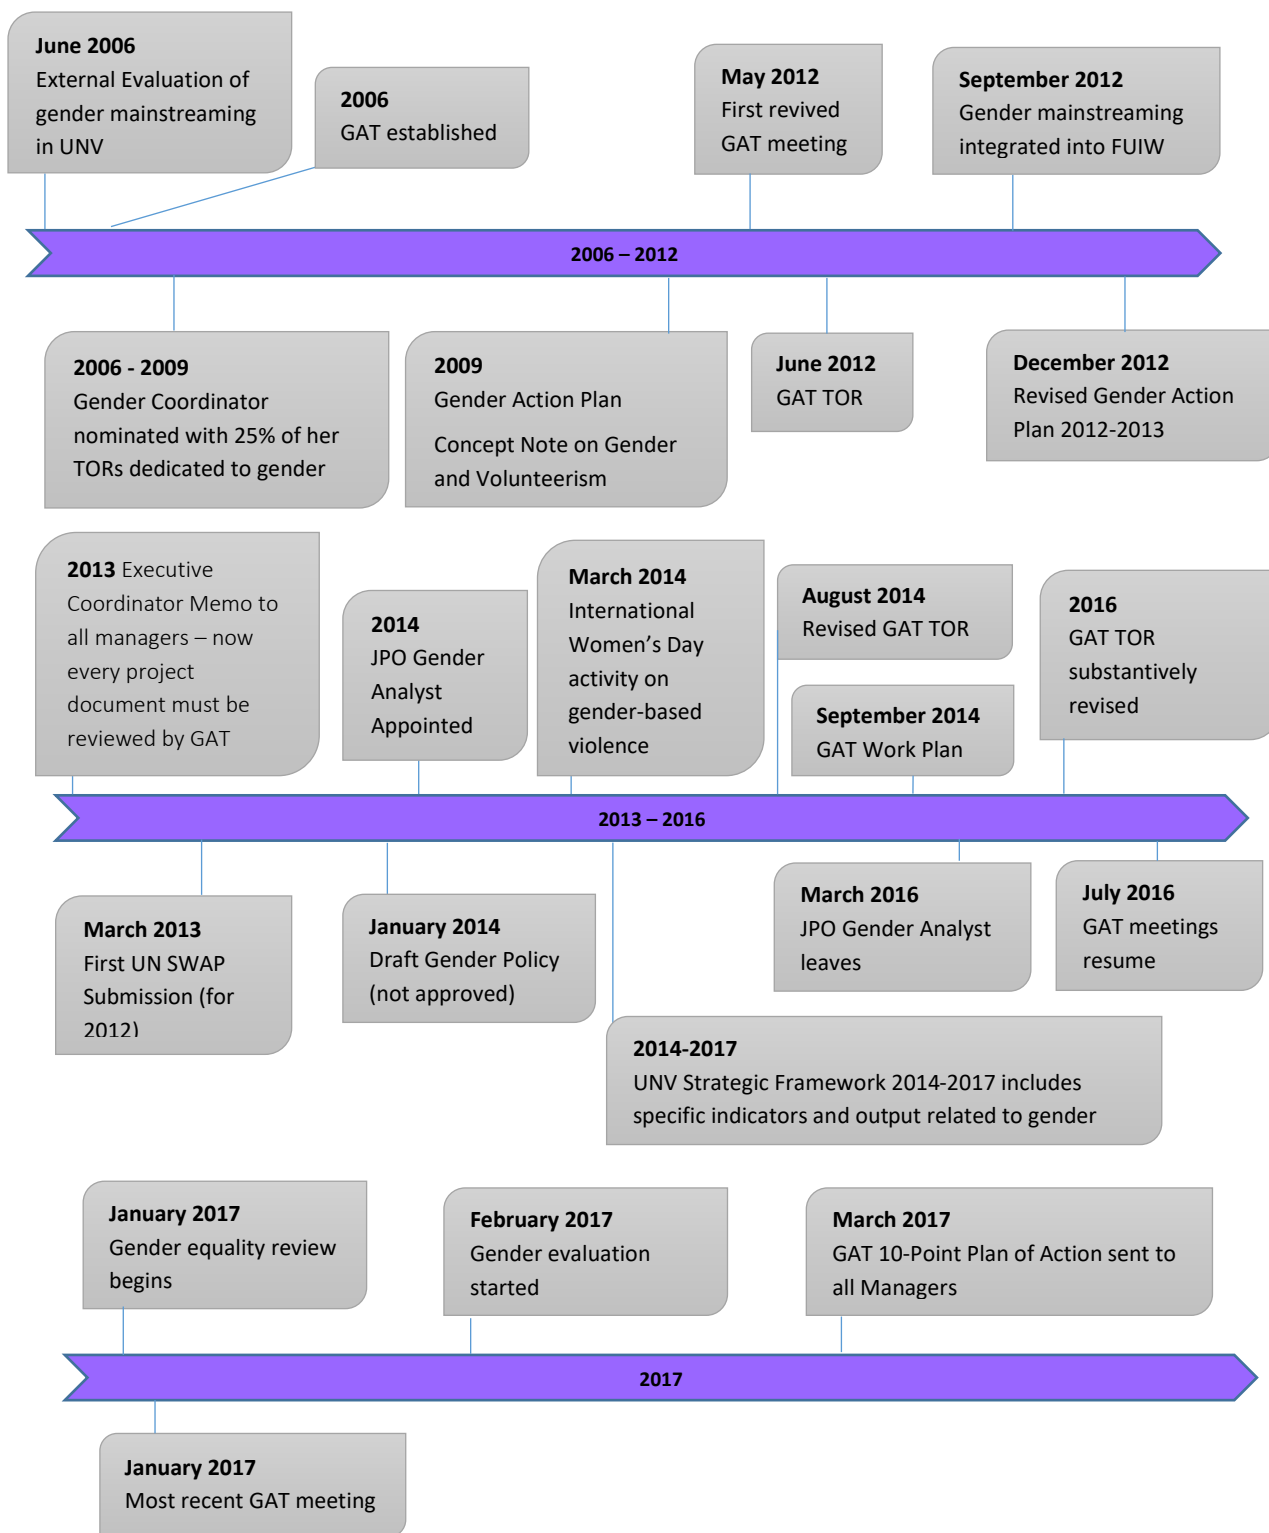 June 2006
External Evaluation of
gender mainstreaming
in UNV
2006
GAT established
May 2012
First revived
GAT meeting
September 2012
Gender mainstreaming
integrated into FUIW
2006 – 2012
2006 - 2009
Gender Coordinator
nominated with 25% of her
TORs dedicated to gender
2009
Gender Action Plan
Concept Note on Gender
and Volunteerism
June 2012
GAT TOR
December 2012
Revised Gender Action
Plan 2012-2013
2013 Executive
Coordinator Memo to
all managers – now
every project
document must be
reviewed by GAT
2014
JPO Gender
Analyst
Appointed
March 2014
International
Women’s Day
activity on
gender-based
violence
August 2014
Revised GAT TOR
September 2014
GAT Work Plan
2016
GAT TOR
substantively
revised
2013 – 2016
March 2013
First UN SWAP
Submission (for
2012)
January 2014
Draft Gender Policy
(not approved)
March 2016
JPO Gender Analyst
leaves
July 2016
GAT meetings
resume
2014-2017
UNV Strategic Framework 2014-2017 includes
specific indicators and output related to gender
January 2017
Gender equality review
begins
February 2017
Gender evaluation
started
March 2017
GAT 10-Point Plan of Action sent to
all Managers
2017
January 2017
Most recent GAT meeting